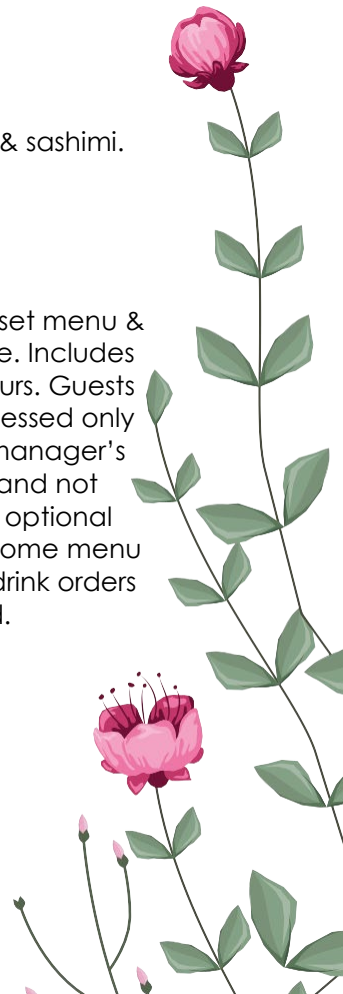 & sashimi.
set menu &
e. Includes
urs. Guests
essed only
manager's
and not
optional
ome menu
drink orders
d.